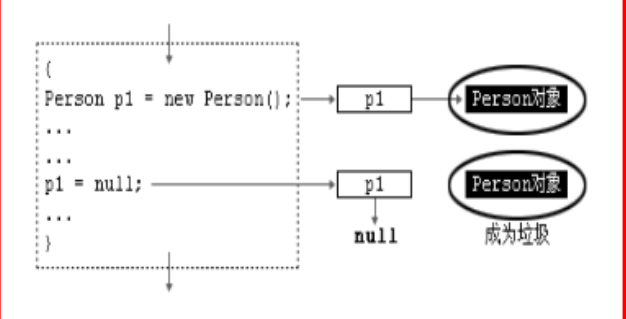 {
Person p1 = new Person();
p1
Person对象
...
...
p1 = null;
p1
Person对象
...
null
成为垃圾
}